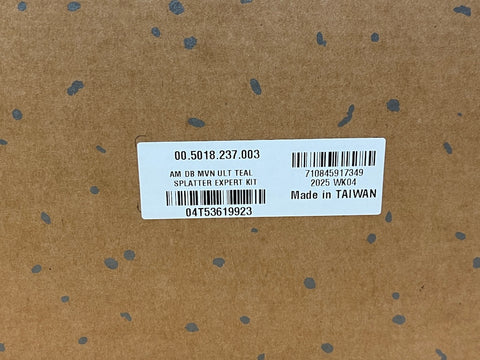 00.5018.237.003
AM DB MVN ULT TEAL
SPLATTER EXPERT KIT
04T53619923
710845917349
2025 WK04
Made in TAIWAN